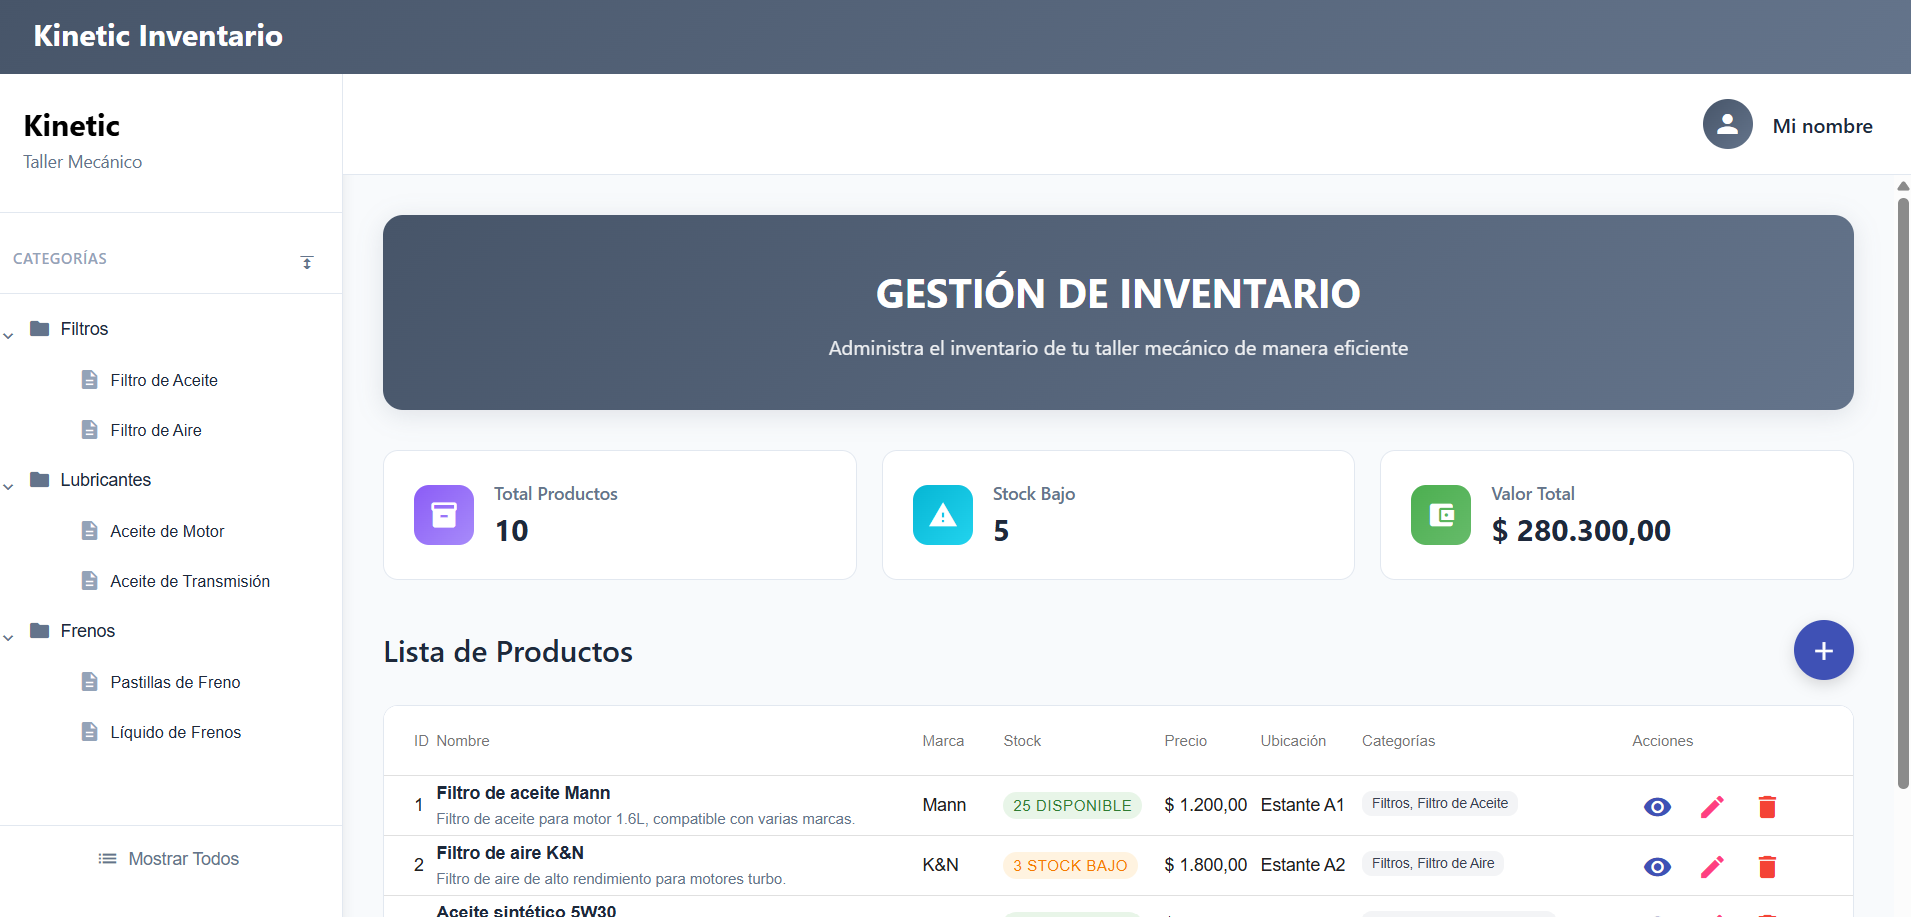 Kinetic Inventario
Kinetic
Taller Mecánico
Mi nombre
CATEGORÍAS
Filtros
Filtro de Aceite
Filtro de Aire
Lubricantes
Aceite de Motor
Aceite de Transmisión
Frenos
Pastillas de Freno
Líquido de Frenos
Mostrar Todos
GESTIÓN DE INVENTARIO
Administra el inventario de tu taller mecánico de manera eficiente
Total Productos
10
Stock Bajo
5
Valor Total
$ 280.300,00
Lista de Productos
ID Nombre Marca Stock Precio Ubicación Categorías Acciones
1 Filtro de aceite Mann Mann 25 DISPONIBLE $ 1.200,00 Estante A1 Filtros, Filtro de Aceite
Filtro de aceite para motor 1.6L, compatible con varias marcas.
2 Filtro de aire K&N K&N 3 STOCK BAJO $ 1.800,00 Estante A2 Filtros, Filtro de Aire
Filtro de aire de alto rendimiento para motores turbo.
Aceite sintético 5W30